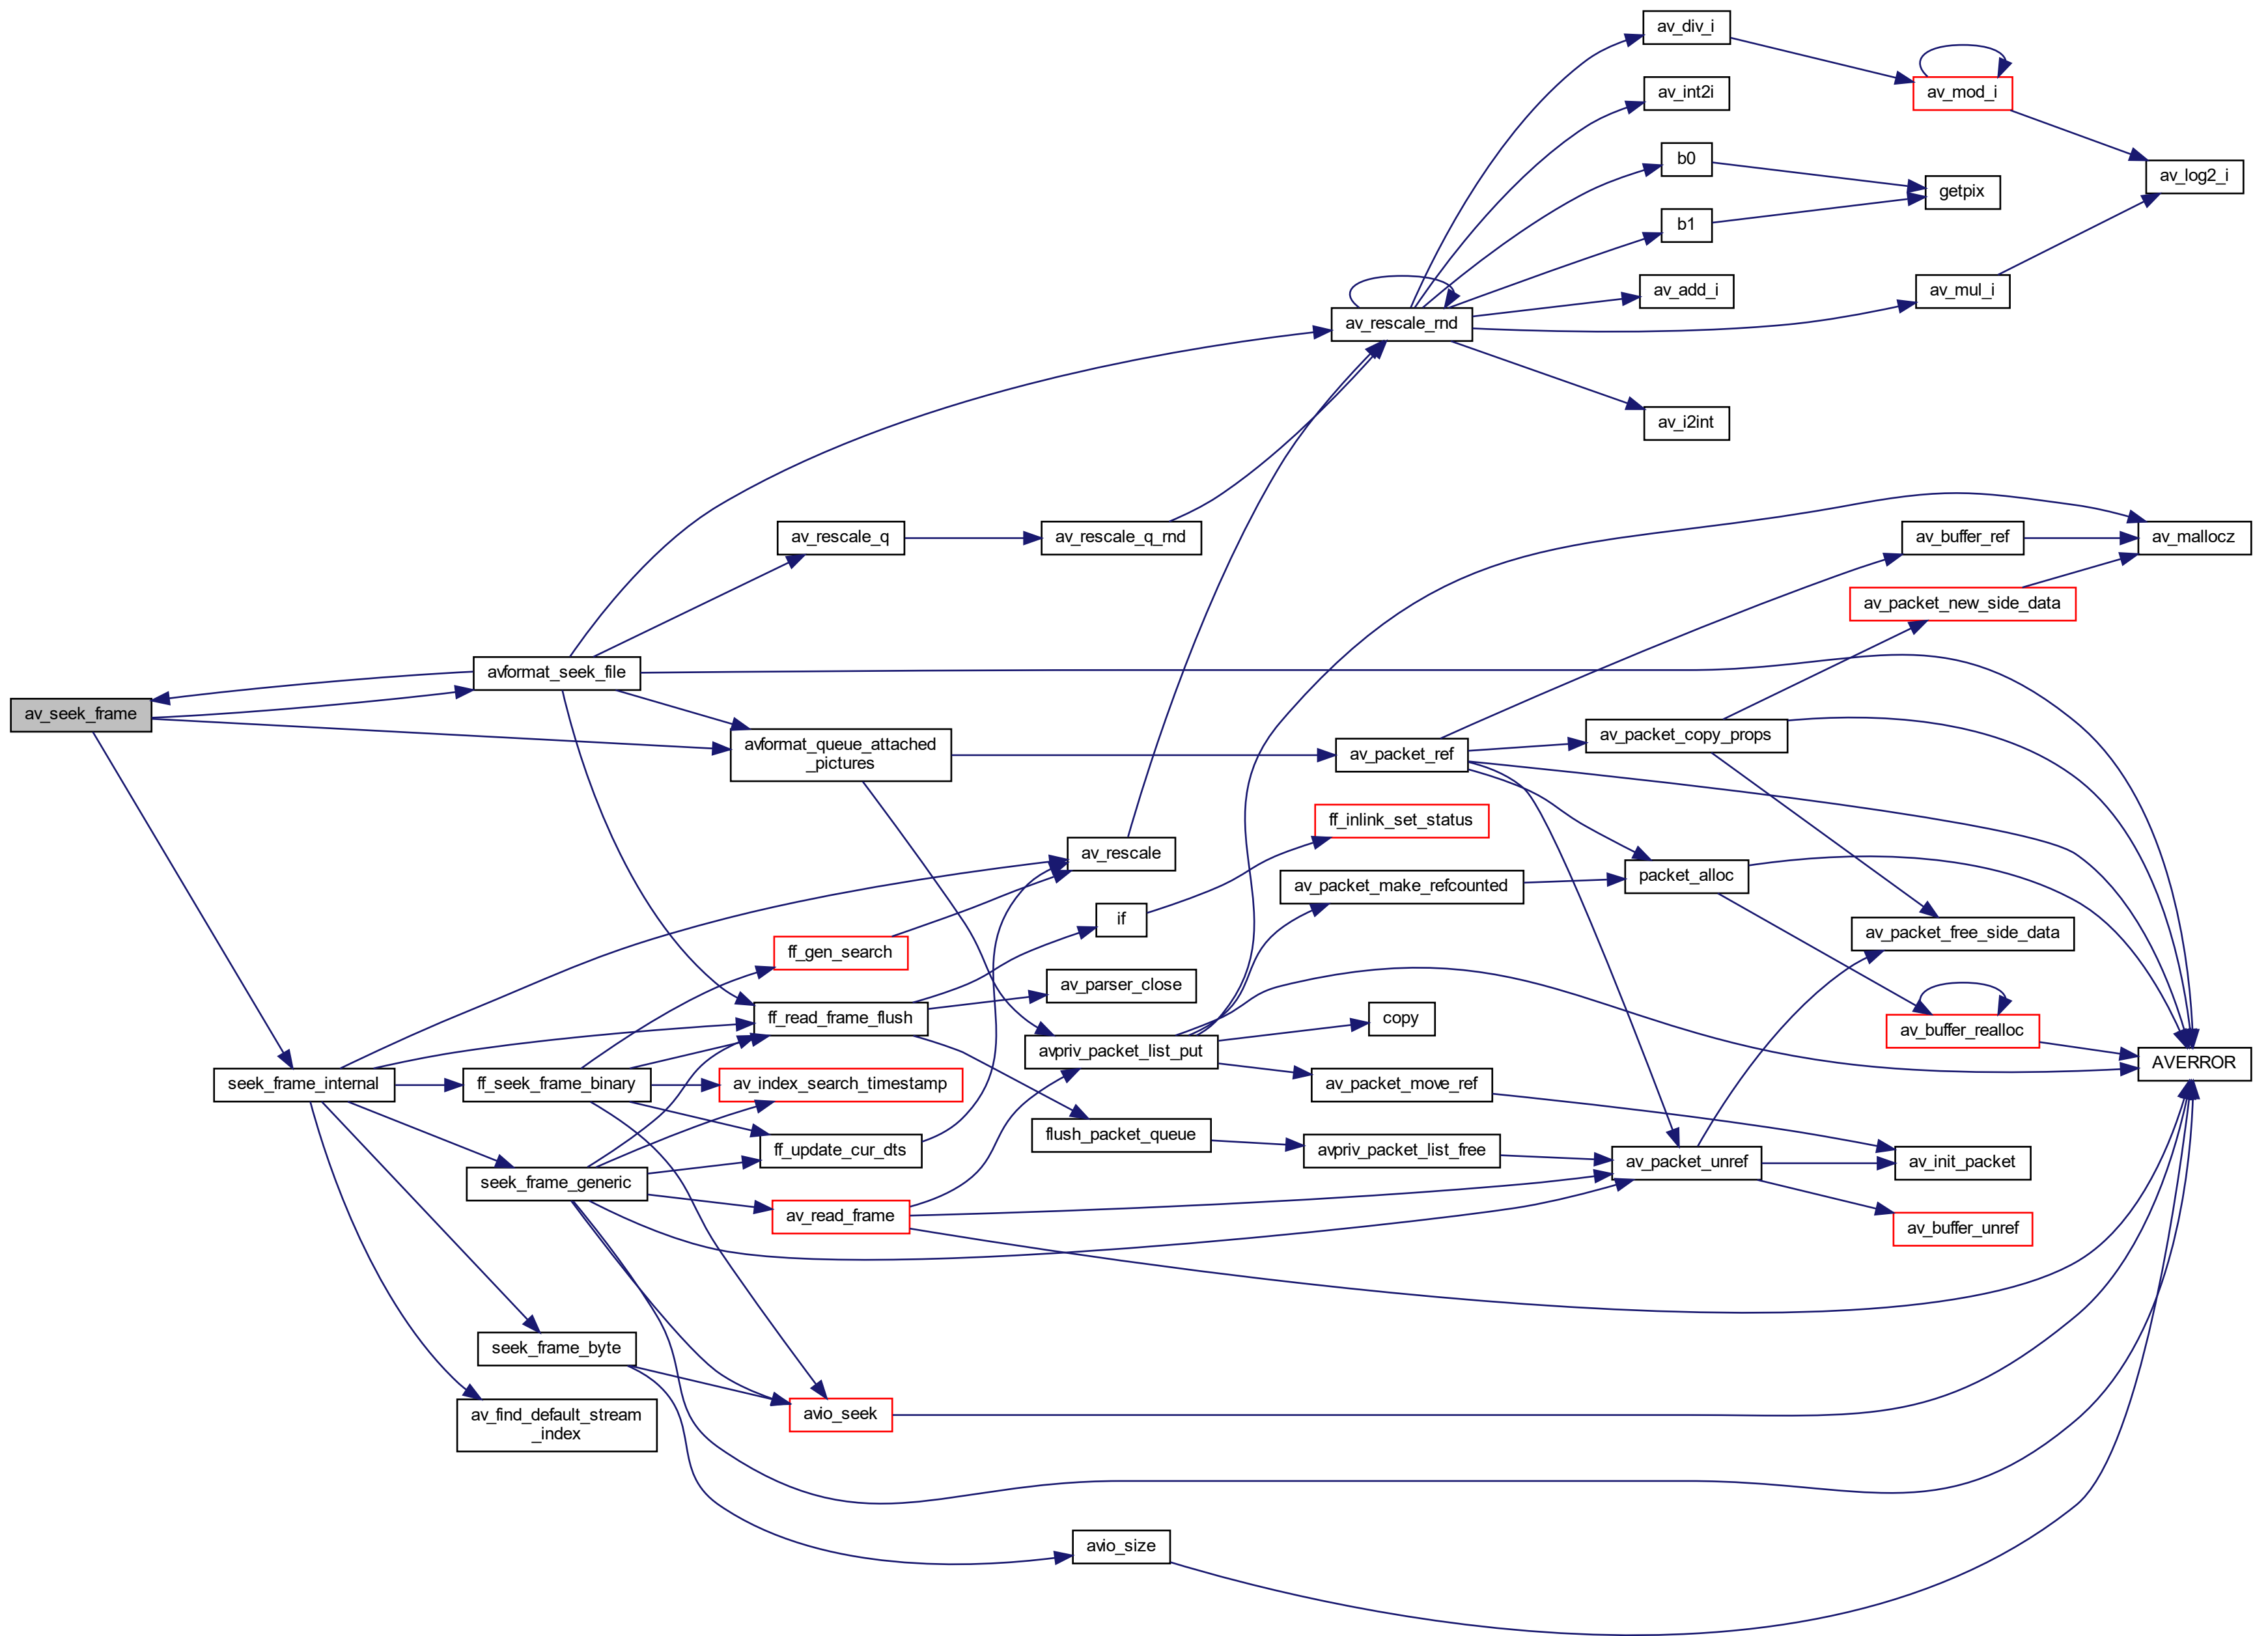 av_div_i
av_mod_i
av_int2i
b0
av_log2_i
getpix
b1
av_add_i
av_mul_i
av_rescale_rnd
av_i2int
av_rescale_q
av_rescale_q_rnd
av_buffer_ref
av_mallocz
av_packet_new_side_data
avformat_seek_file
av_seek_frame
avformat_queue_attached
_pictures
av_packet_ref
av_packet_copy_props
ff_inlink_set_status
av_rescale
packet_alloc
av_packet_make_refcounted
if
av_packet_free_side_data
ff_gen_search
av_parser_close
ff_read_frame_flush
copy
av_buffer_realloc
avpriv_packet_list_put
AVERROR
seek_frame_internal
ff_seek_frame_binary
av_index_search_timestamp
av_packet_move_ref
flush_packet_queue
ff_update_cur_dts
avpriv_packet_list_free
av_packet_unref
av_init_packet
seek_frame_generic
av_read_frame
av_buffer_unref
seek_frame_byte
avio_seek
av_find_default_stream
_index
avio_size